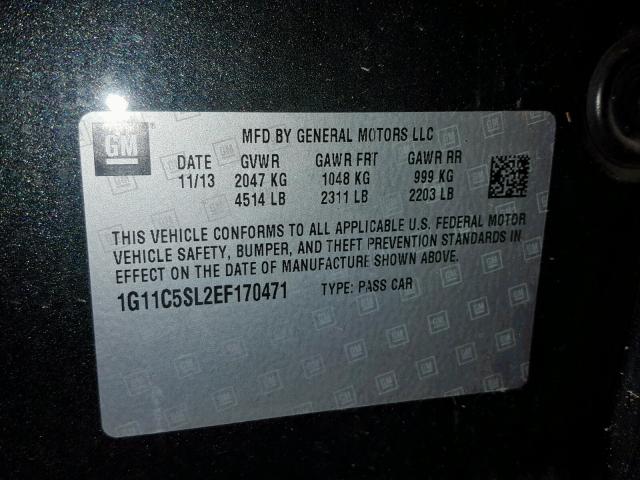 GM
MFD BY GENERAL MOTORS LLC
DATE GVWR GAWR FRT GAWR RR
11/13 2047 KG 1048 KG 999 KG
4514 LB 2311 LB 2203 LB
THIS VEHICLE CONFORMS TO ALL APPLICABLE U.S. FEDERAL MOTOR
VEHICLE SAFETY, BUMPER, AND THEFT PREVENTION STANDARDS IN
EFFECT ON THE DATE OF MANUFACTURE SHOWN ABOVE.
1G11C5SL2EF170471 TYPE: PASS CAR